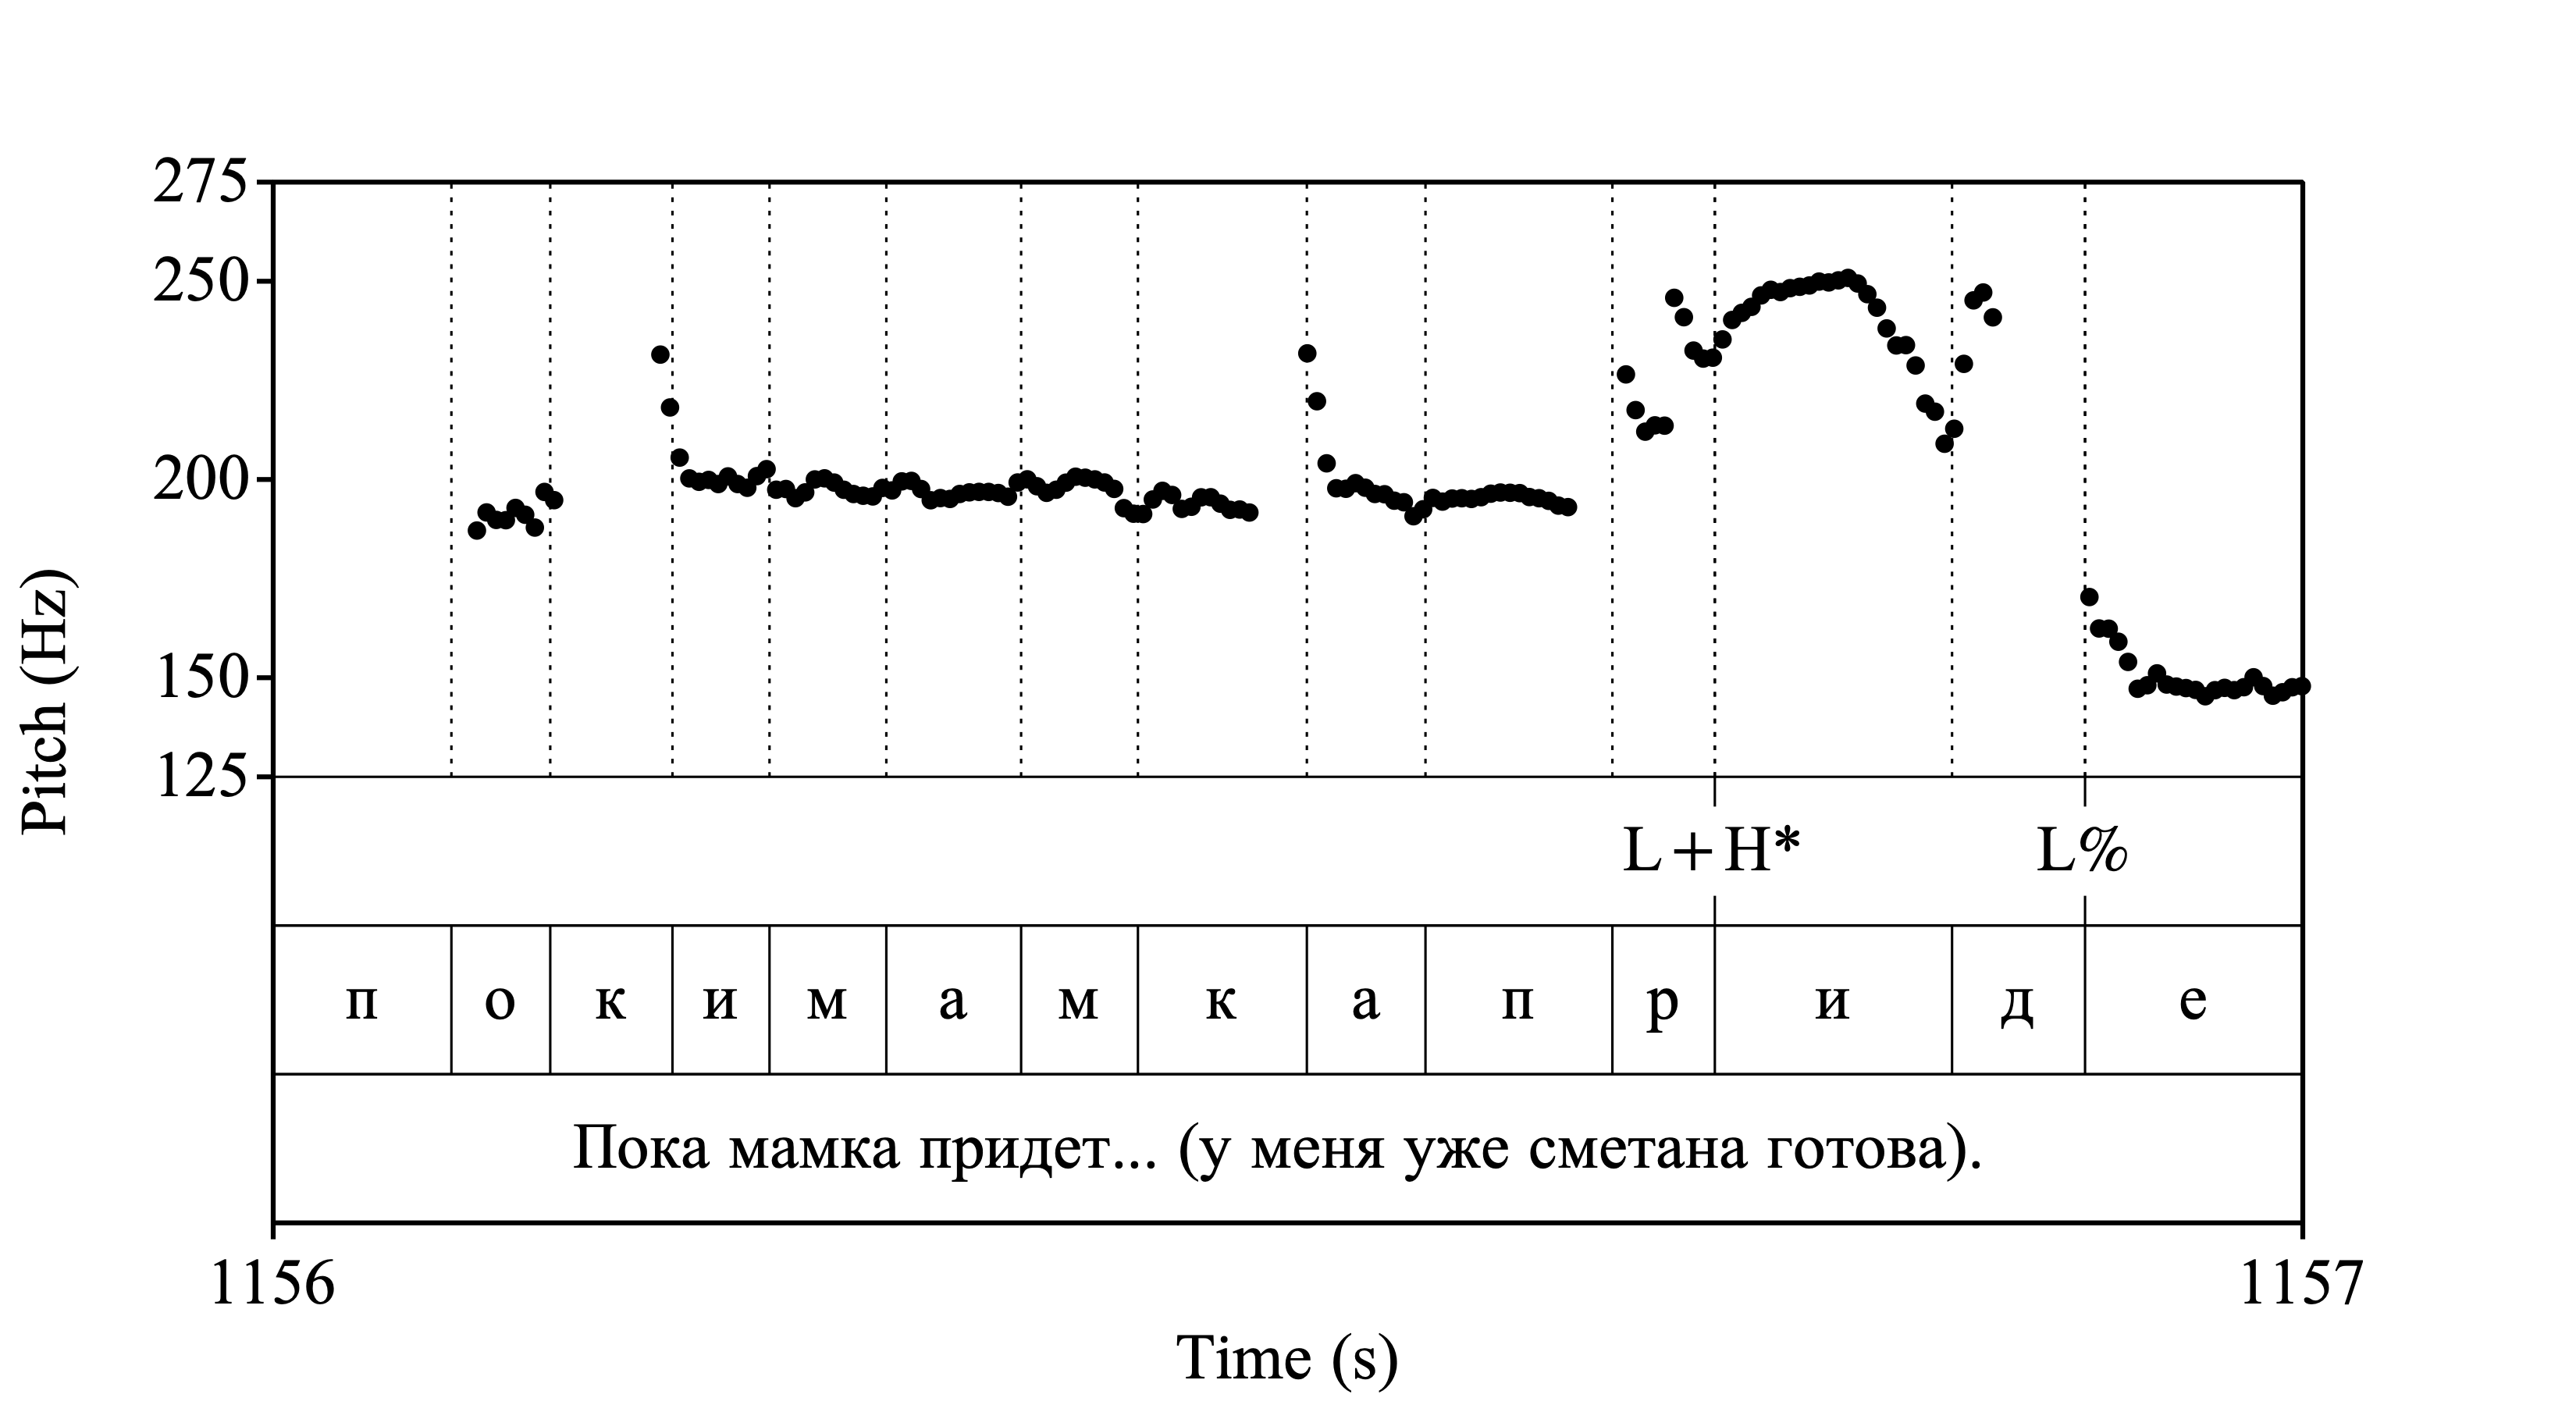 275
250
200
150
125
Pitch (Hz)
L+H* L%
п о к и м а м к а п р и д е
Пока мамка придет... (у меня уже сметана готова).
1156 1157
Time (s)